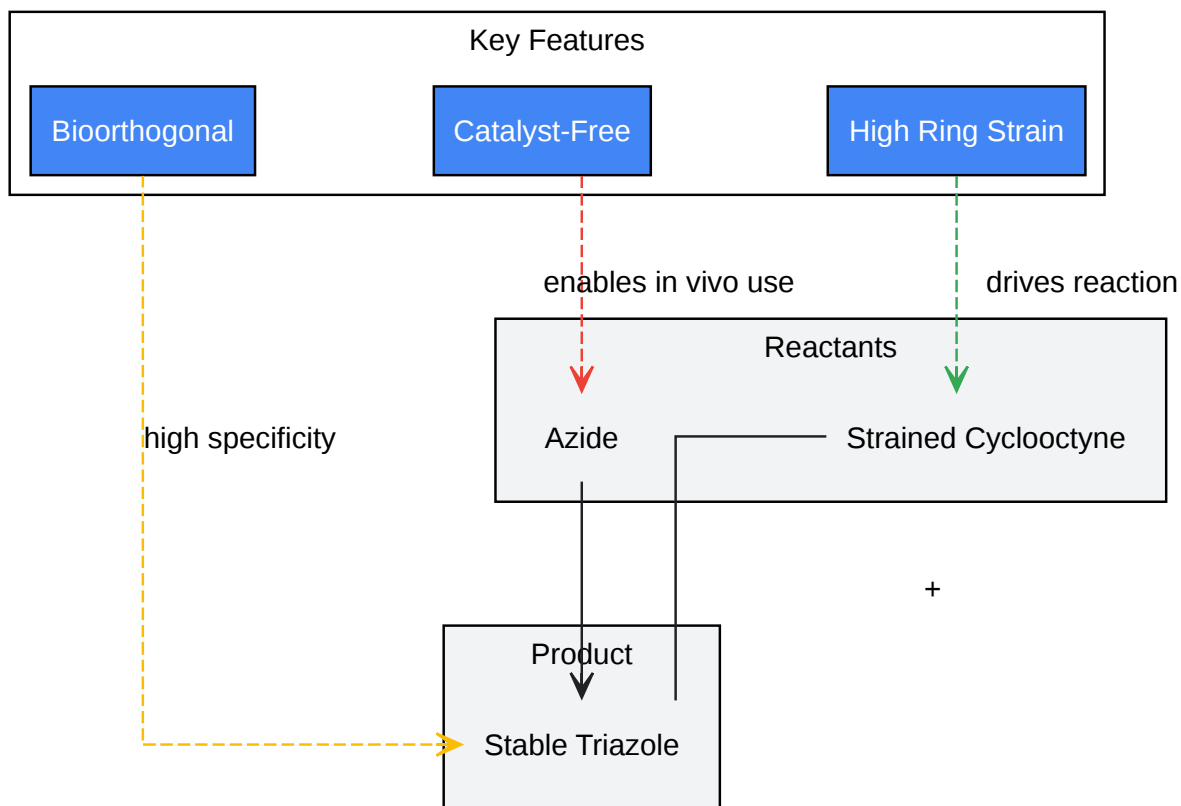 Key Features
Bioorthogonal
Catalyst-Free
High Ring Strain
enables in vivo use
drives reaction
Reactants
high specificity
Azide
Strained Cyclooctyne
+
Product
Stable Triazole